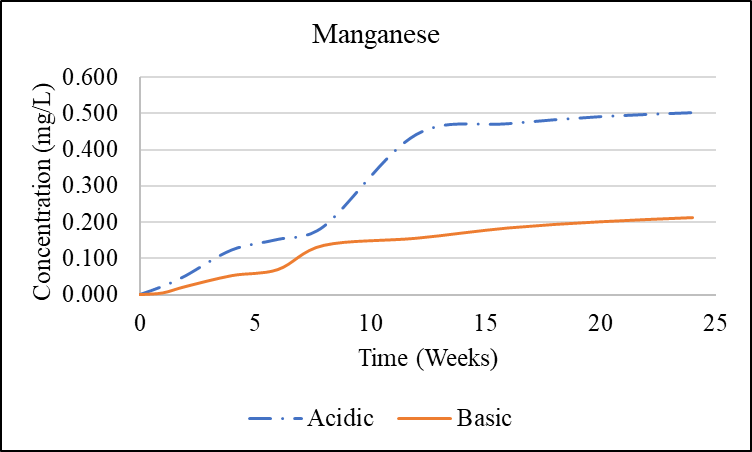 Manganese
Concentration (mg/L)
0.600
0.500
0.400
0.300
0.200
0.100
0.000
0 5 10 15 20 25
Time (Weeks)
Acidic Basic